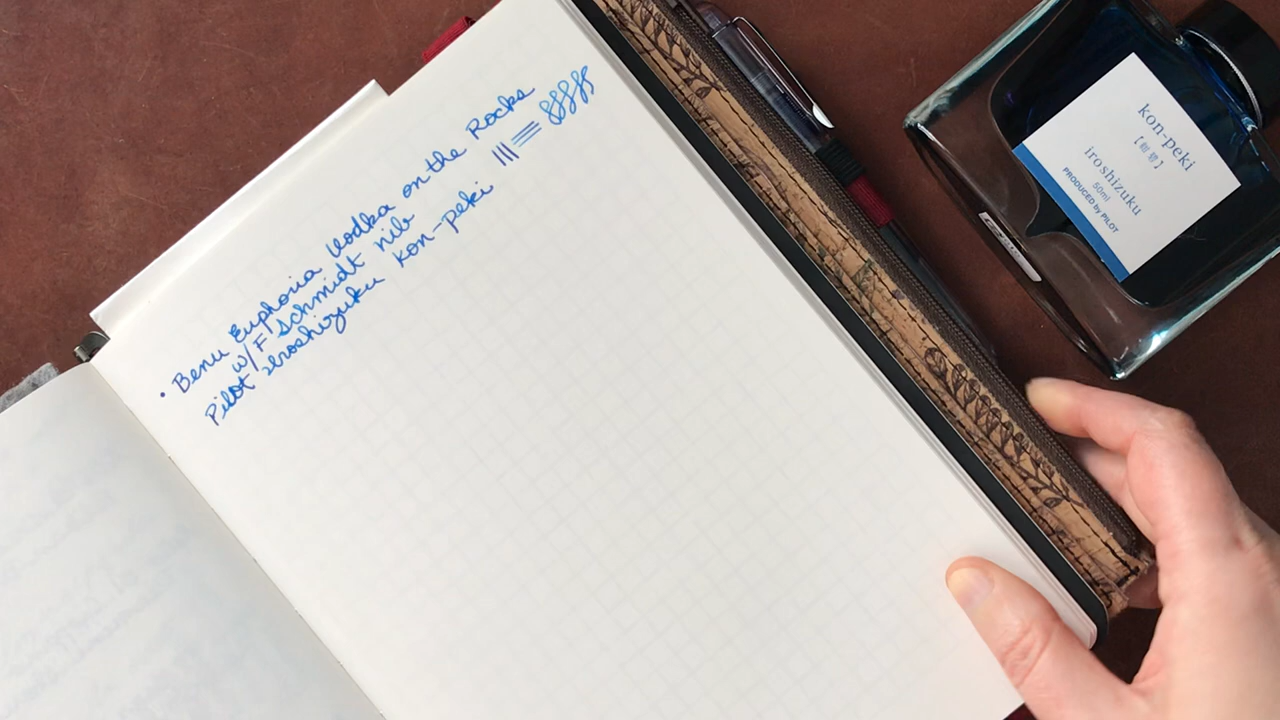 • Benu Euphoria Vodka on the Rocks
w/F Schmidt nib
Pilot iroshizuku kon-peki
kon-peki
【紺碧】
iroshizuku
50ml
PRODUCED by PILOT